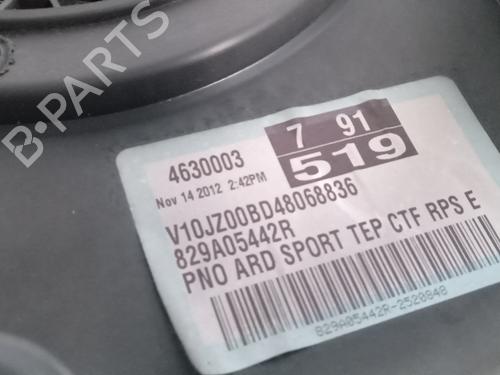 B-PARTS
7 91
519
4630003
Nov 14 2012 2:42PM
V10JZ00BD48068836
829A05442R
PNO ARD SPORT TEP CTF RPS E
829A05442R-2520848